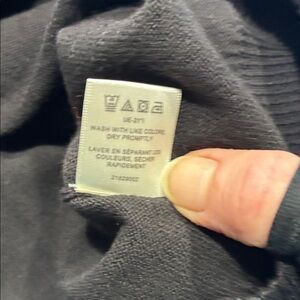 WASH WITH LIKE COLORS,
DRY PROMPTLY
LAVER EN SÉPARANT LES
COULEURS, SÉCHER
RAPIDEMENT